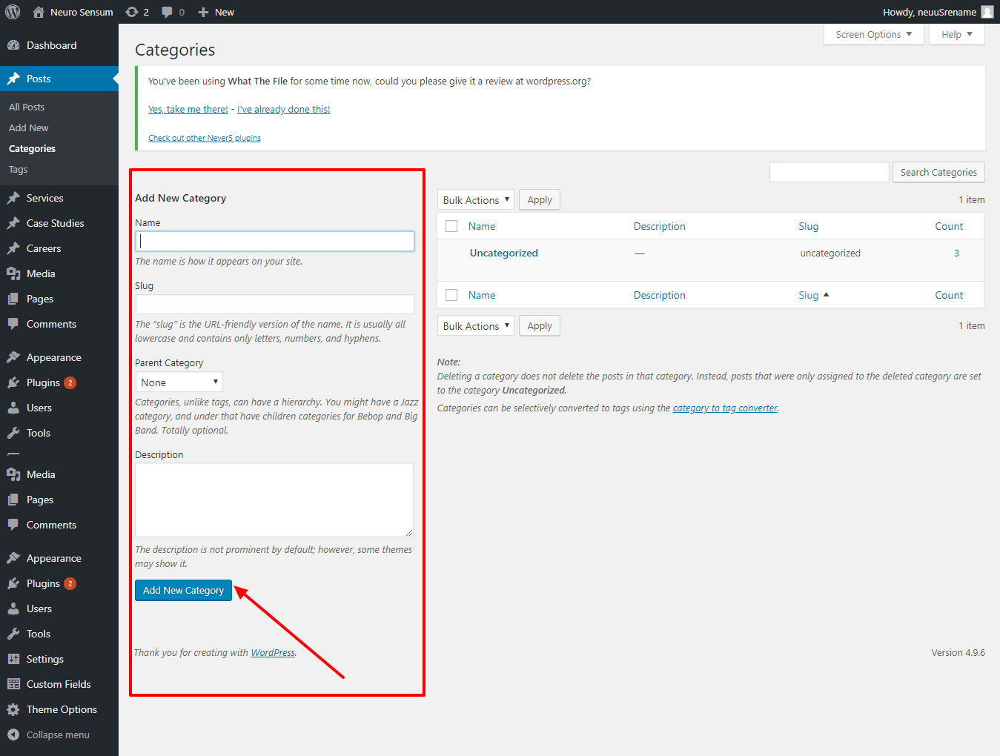 Neuro Sensum 2 0 New
Howdy, neuuSrename
Dashboard
Posts
All Posts
Add New
Categories
Tags
Services
Case Studies
Careers
Media
Pages
Comments
Appearance
Plugins 2
Users
Tools
Media
Pages
Comments
Appearance
Plugins 2
Users
Tools
Settings
Custom Fields
Theme Options
Collapse menu
Screen Options
Help
Categories
You've been using What The File for some time now, could you please give it a review at wordpress.org?
Yes, take me there! - I've already done this!
Check out other Never5 plugins
Search Categories
Add New Category
Name
The name is how it appears on your site.
Slug
The "slug" is the URL-friendly version of the name. It is usually all
lowercase and contains only letters, numbers, and hyphens.
Parent Category
None
Categories, unlike tags, can have a hierarchy. You might have a Jazz
category, and under that have children categories for Bebop and Big
Band. Totally optional.
Description
The description is not prominent by default; however, some themes
may show it.
Add New Category
Bulk Actions Apply 1 item
Name Description Slug Count
Uncategorized — uncategorized 3
Name Description Slug Count
Bulk Actions Apply 1 item
Note:
Deleting a category does not delete the posts in that category. Instead, posts that were only assigned to the deleted category are set
to the category Uncategorized.
Categories can be selectively converted to tags using the category to tag converter.
Thank you for creating with WordPress.
Version 4.9.6